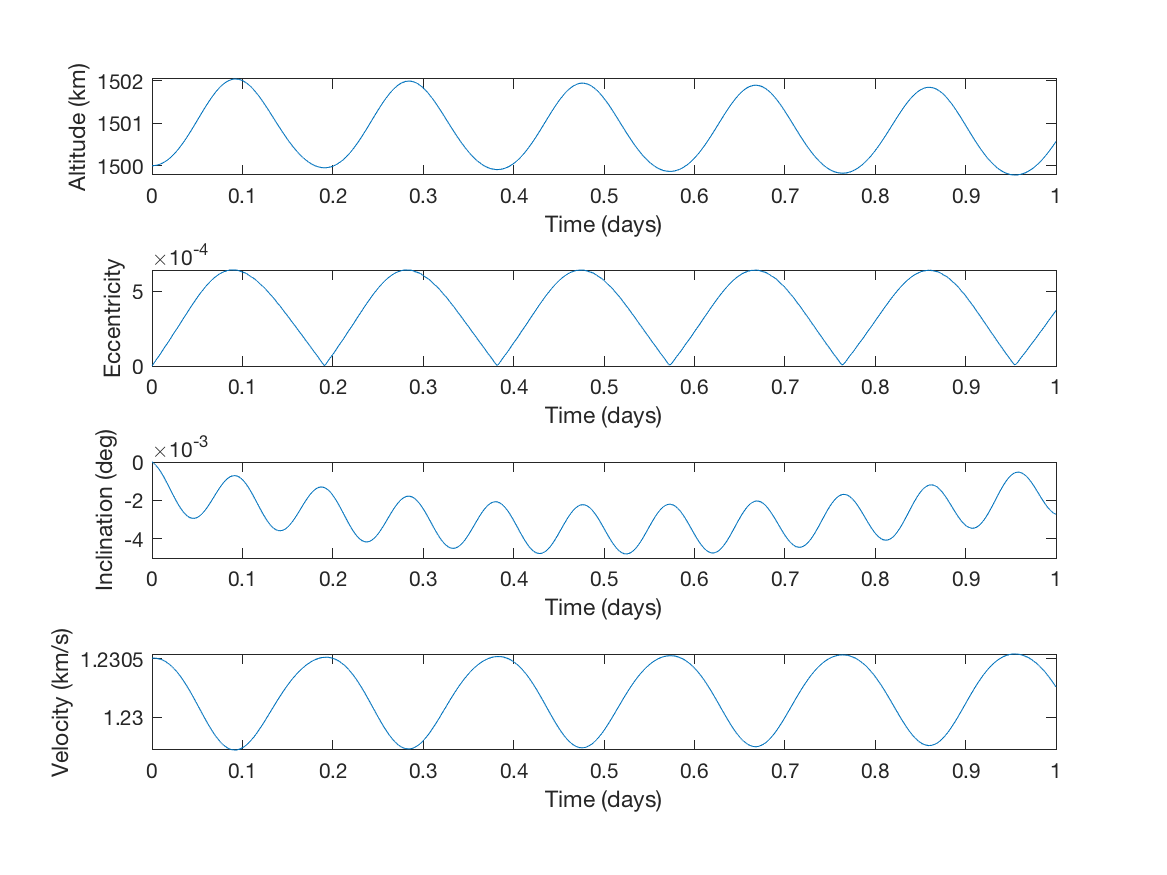 Altitude (km)
1502
1501
1500
0 0.1 0.2 0.3 0.4 0.5 0.6 0.7 0.8 0.9 1
Time (days)
×10-4
Eccentricity
5
0
0 0.1 0.2 0.3 0.4 0.5 0.6 0.7 0.8 0.9 1
Time (days)
×10-3
Inclination (deg)
0
-2
-4
0 0.1 0.2 0.3 0.4 0.5 0.6 0.7 0.8 0.9 1
Time (days)
Velocity (km/s)
1.2305
1.23
0 0.1 0.2 0.3 0.4 0.5 0.6 0.7 0.8 0.9 1
Time (days)